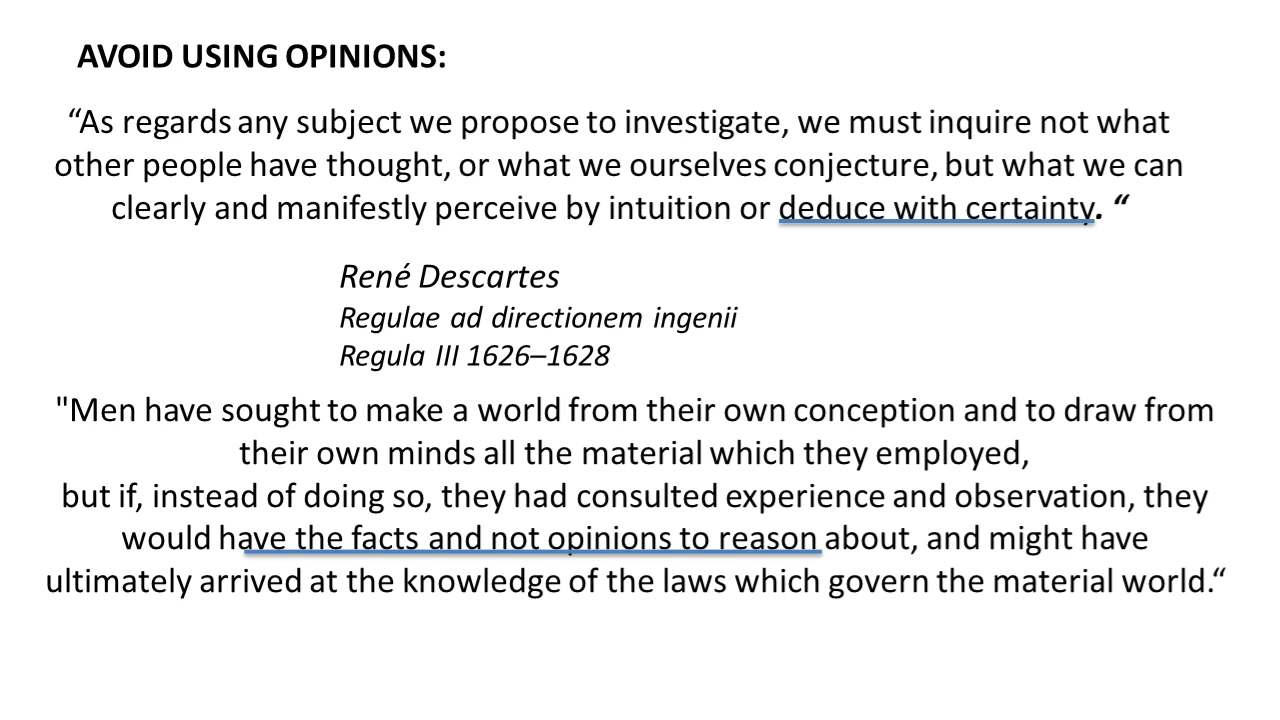 AVOID USING OPINIONS:
“As regards any subject we propose to investigate, we must inquire not what
other people have thought, or what we ourselves conjecture, but what we can
clearly and manifestly perceive by intuition or deduce with certainty. “
René Descartes
Regulae ad directionem ingenii
Regula III 1626–1628
"Men have sought to make a world from their own conception and to draw from
their own minds all the material which they employed,
but if, instead of doing so, they had consulted experience and observation, they
would have the facts and not opinions to reason about, and might have
ultimately arrived at the knowledge of the laws which govern the material world.“